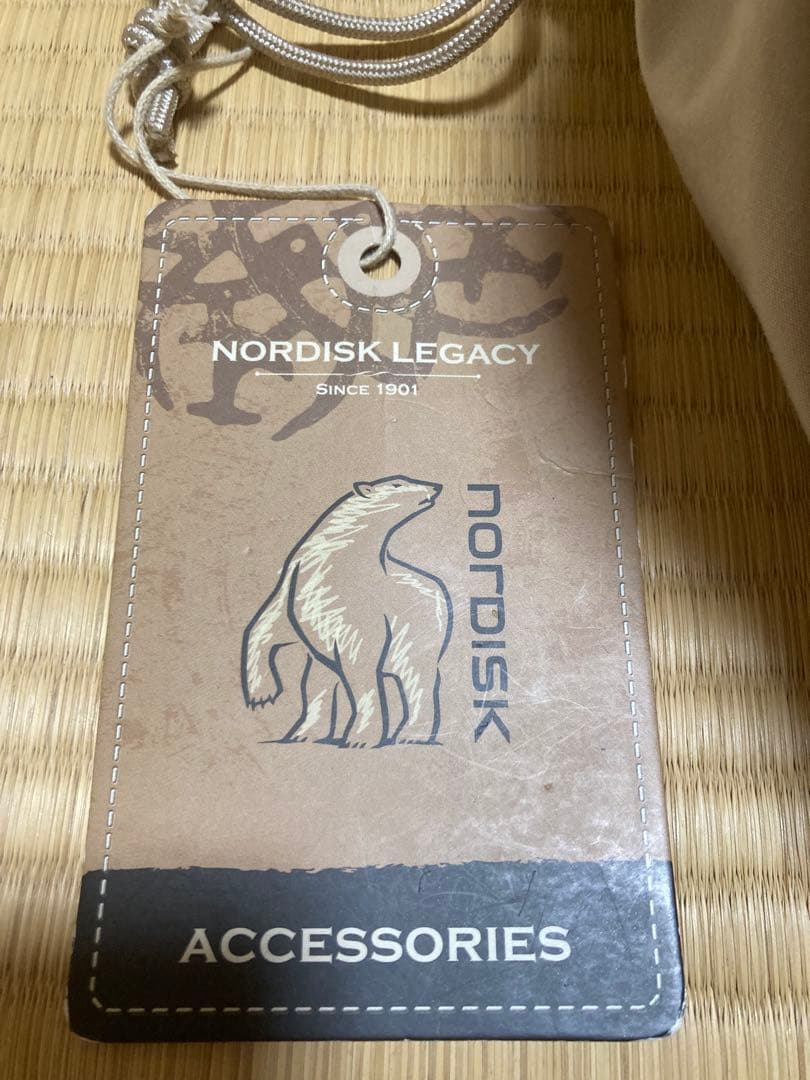 NORDISK LEGACY
SINCE 1901
NORDISK
ACCESSORIES